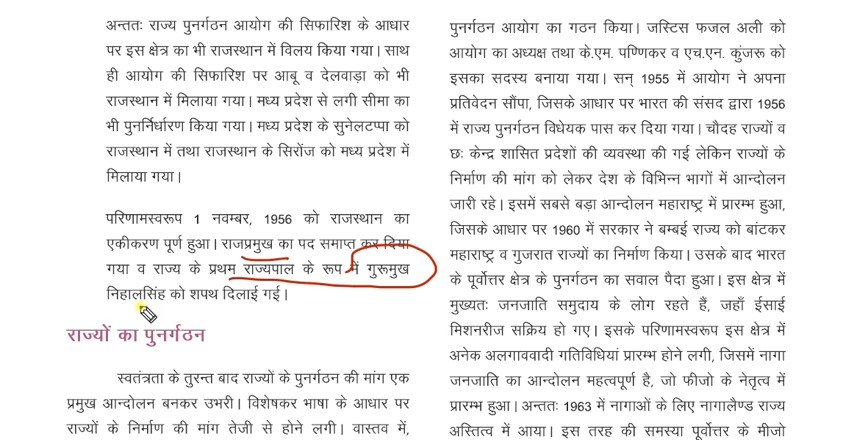 अन्ततः राज्य पुनर्गठन आयोग की सिफारिश के आधार
पर इस क्षेत्र का भी राजस्थान में विलय किया गया। साथ
ही आयोग की सिफारिश पर आबू व देलवाड़ा को भी
राजस्थान में मिलाया गया। मध्य प्रदेश से लगी सीमा का
भी पुनर्निर्धारण किया गया। मध्य प्रदेश के सुनेलटप्पा को
राजस्थान में तथा राजस्थान के सिरोंज को मध्य प्रदेश में
मिलाया गया।
परिणामस्वरूप 1 नवम्बर, 1956 को राजस्थान का
एकीकरण पूर्ण हुआ। राजप्रमुख का पद समाप्त कर दिया
गया व राज्य के प्रथम राज्यपाल के रूप में गुरूमुख
निहालसिंह को शपथ दिलाई गई।
राज्यों का पुनर्गठन
स्वतंत्रता के तुरन्त बाद राज्यों के पुनर्गठन की मांग एक
प्रमुख आन्दोलन बनकर उभरी। विशेषकर भाषा के आधार पर
राज्यों के निर्माण की मांग तेजी से होने लगी। वास्तव में,
पुनर्गठन आयोग का गठन किया। जस्टिस फजल अली को
आयोग का अध्यक्ष तथा के.एम. पण्णिकर व एच.एन. कुंजरू को
इसका सदस्य बनाया गया। सन् 1955 में आयोग ने अपना
प्रतिवेदन सौंपा, जिसके आधार पर भारत की संसद द्वारा 1956
में राज्य पुनर्गठन विधेयक पास कर दिया गया। चौदह राज्यों व
छः केन्द्र शासित प्रदेशों की व्यवस्था की गई लेकिन राज्यों के
निर्माण की मांग को लेकर देश के विभिन्न भागों में आन्दोलन
जारी रहे। इसमें सबसे बड़ा आन्दोलन महाराष्ट्र में प्रारम्भ हुआ,
जिसके आधार पर 1960 में सरकार ने बम्बई राज्य को बांटकर
महाराष्ट्र व गुजरात राज्यों का निर्माण किया। उसके बाद भारत
के पूर्वोत्तर क्षेत्र के पुनर्गठन का सवाल पैदा हुआ। इस क्षेत्र में
मुख्यतः जनजाति समुदाय के लोग रहते हैं, जहाँ ईसाई
मिशनरीज सक्रिय हो गए। इसके परिणामस्वरूप इस क्षेत्र में
अनेक अलगाववादी गतिविधियां प्रारम्भ होने लगी, जिसमें नागा
जनजाति का आन्दोलन महत्वपूर्ण है, जो फीजो के नेतृत्व में
प्रारम्भ हुआ। अन्ततः 1963 में नागाओं के लिए नागालैण्ड राज्य
अस्तित्व में आया। इस तरह की समस्या पूर्वोत्तर के मीजो